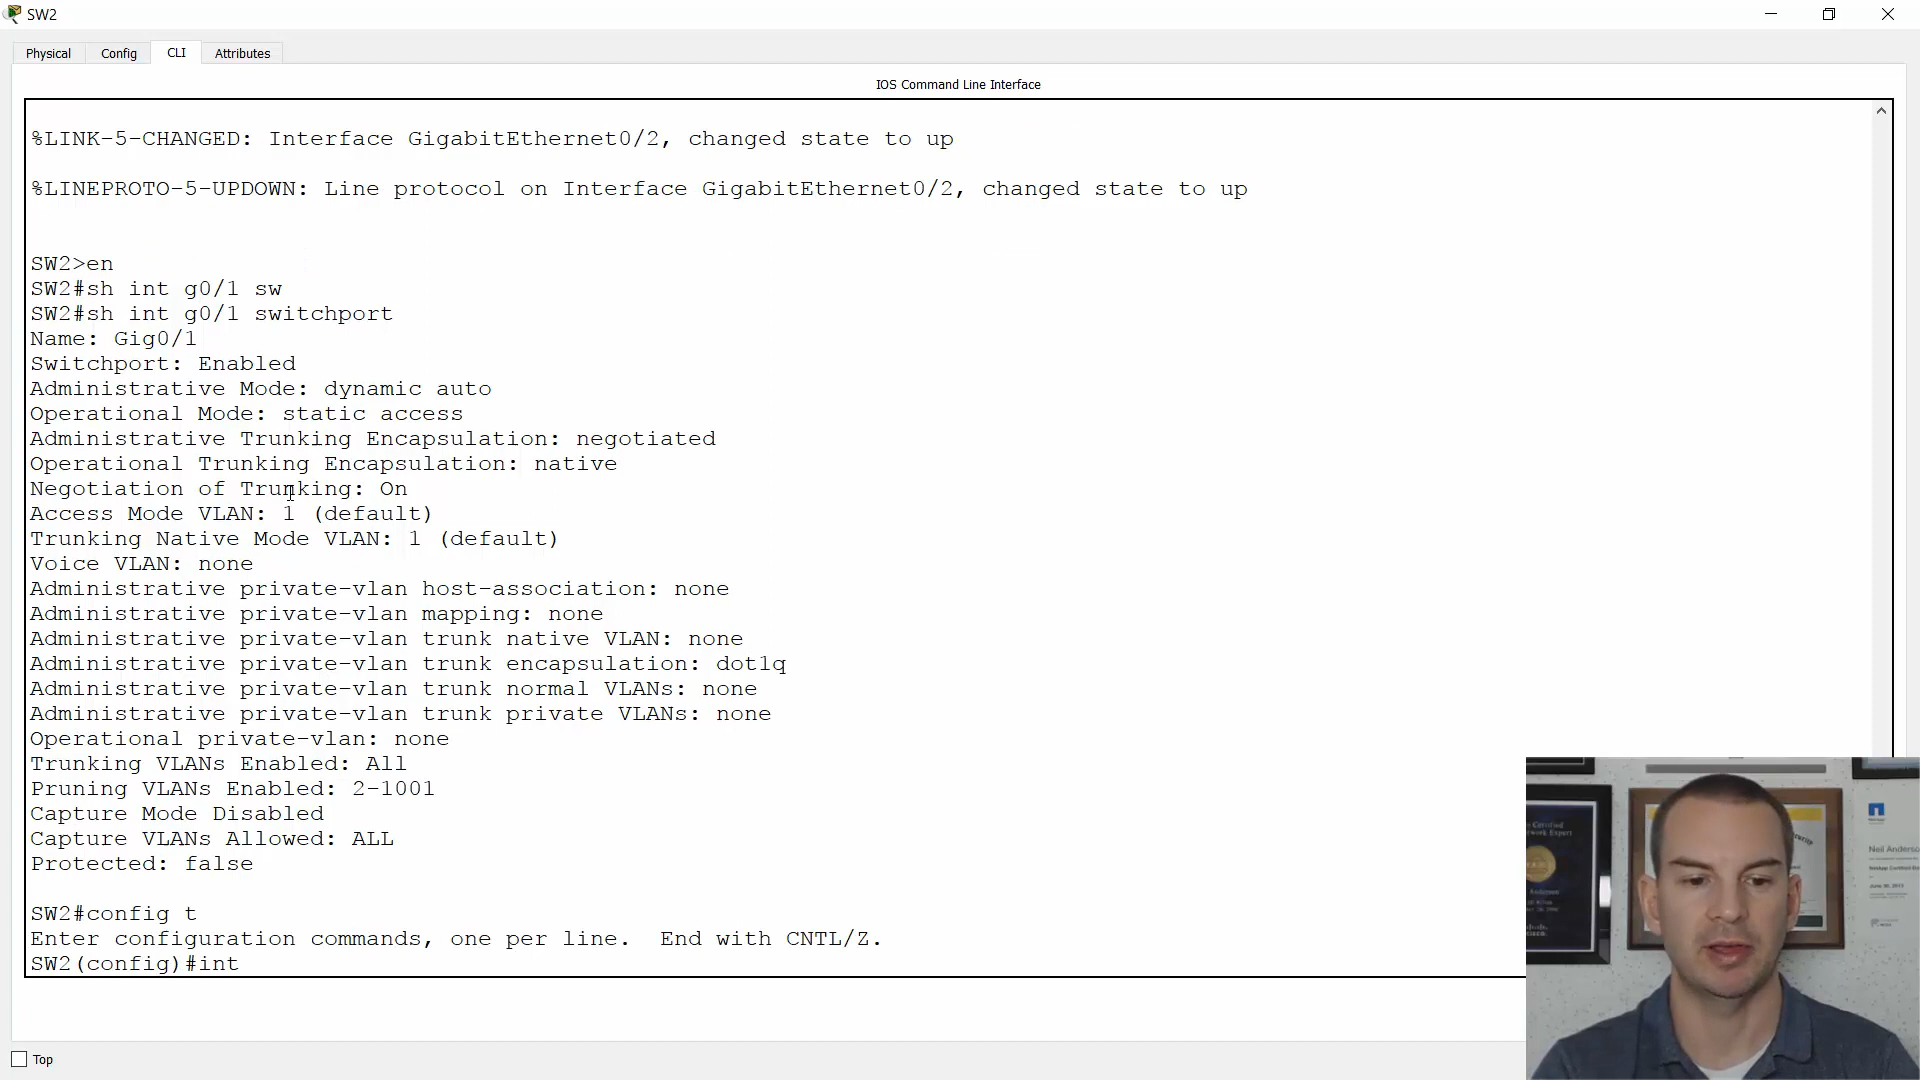 SW2
Physical Config CLI Attributes
IOS Command Line Interface
%LINK-5-CHANGED: Interface GigabitEthernet0/2, changed state to up
%LINEPROTO-5-UPDOWN: Line protocol on Interface GigabitEthernet0/2, changed state to up
SW2>en
SW2#sh int g0/1 sw
SW2#sh int g0/1 switchport
Name: Gig0/1
Switchport: Enabled
Administrative Mode: dynamic auto
Operational Mode: static access
Administrative Trunking Encapsulation: negotiated
Operational Trunking Encapsulation: native
Negotiation of Trunking: On
Access Mode VLAN: 1 (default)
Trunking Native Mode VLAN: 1 (default)
Voice VLAN: none
Administrative private-vlan host-association: none
Administrative private-vlan mapping: none
Administrative private-vlan trunk native VLAN: none
Administrative private-vlan trunk encapsulation: dot1q
Administrative private-vlan trunk normal VLANs: none
Administrative private-vlan trunk private VLANs: none
Operational private-vlan: none
Trunking VLANs Enabled: All
Pruning VLANs Enabled: 2-1001
Capture Mode Disabled
Capture VLANs Allowed: ALL
Protected: false
SW2#config t
Enter configuration commands, one per line. End with CNTL/Z.
SW2(config)#int
Top